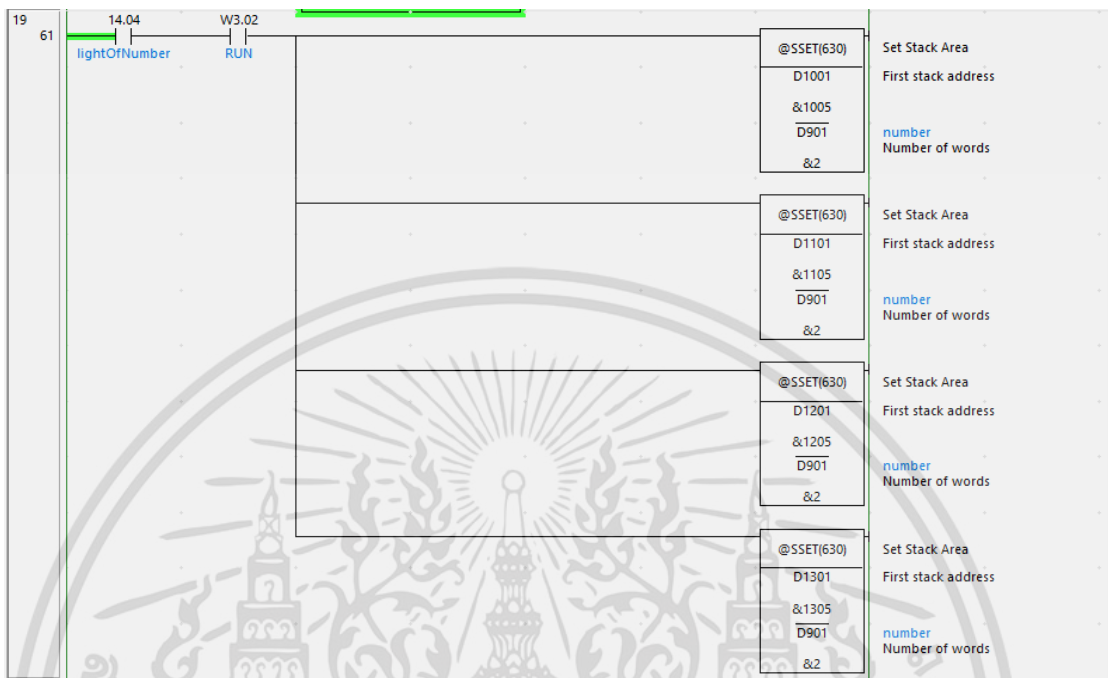 19 14.04 W3.02
61
lightOfNumber RUN
@SSET(630) Set Stack Area
D1001 First stack address
&1005
D901 number
Number of words
&2
@SSET(630) Set Stack Area
D1101 First stack address
&1105
D901 number
Number of words
&2
@SSET(630) Set Stack Area
D1201 First stack address
&1205
D901 number
Number of words
&2
@SSET(630) Set Stack Area
D1301 First stack address
&1305
D901 number
Number of words
&2